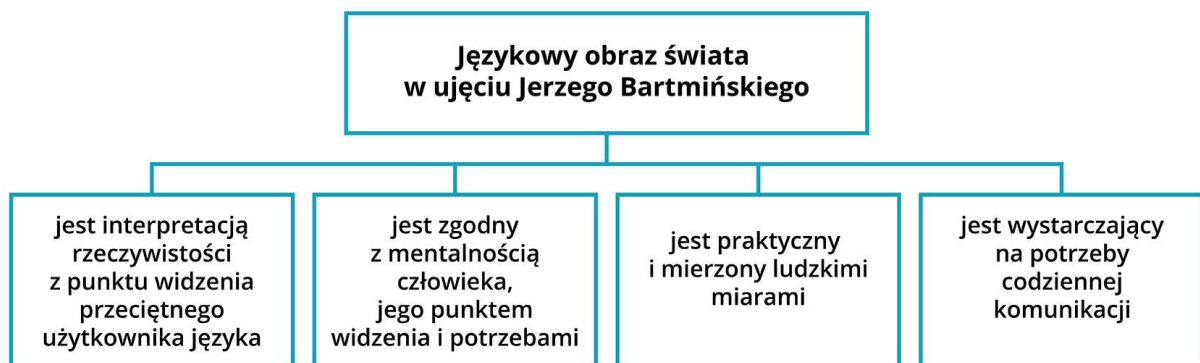 Językowy obraz świata
w ujęciu Jerzego Bartmińskiego
jest interpretacją
rzeczywistości
z punktu widzenia
przeciętnego
użytkownika języka
jest zgodny
z mentalnością
człowieka,
jego punktem
widzenia i potrzebami
jest praktyczny
i mierzony ludzkimi
miarami
jest wystarczający
na potrzeby
codziennej
komunikacji